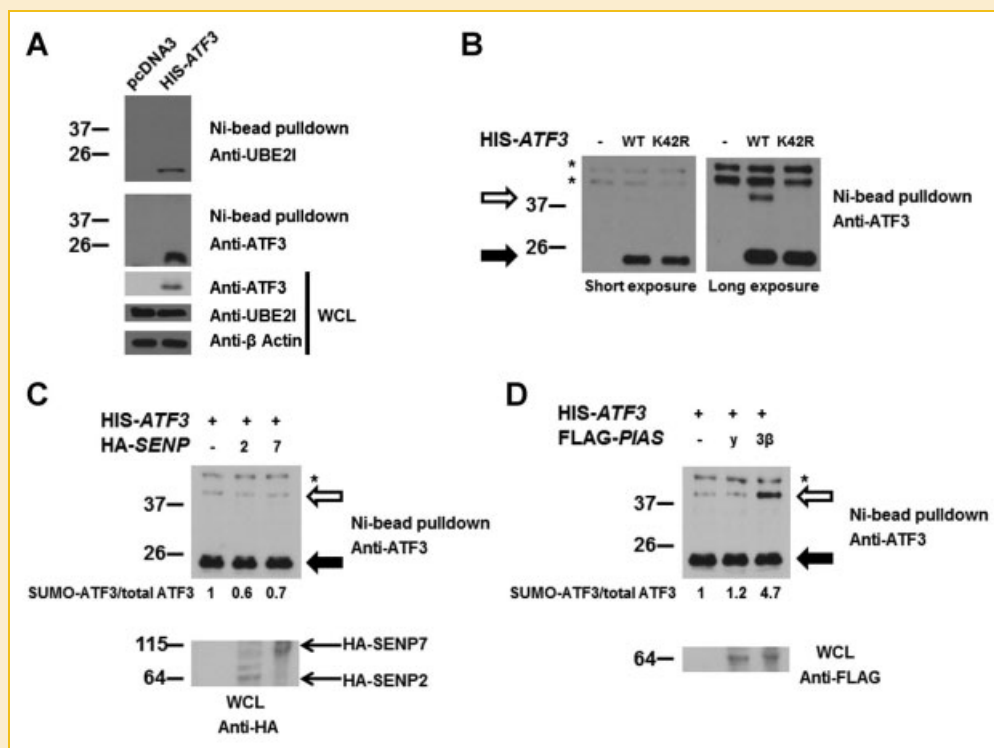 A
pcDNA3
HIS-ATF3
37
26
Ni-bead pulldown
Anti-UBE2I
37
26
Ni-bead pulldown
Anti-ATF3
Anti-ATF3
Anti-UBE2I
Anti-β Actin
WCL
B
HIS-ATF3 - WT K42R - WT K42R
*
*
37
26
Ni-bead pulldown
Anti-ATF3
Short exposure Long exposure
C
HIS-ATF3 + + +
HA-SENP - 2 7
*
37
26
Ni-bead pulldown
Anti-ATF3
SUMO-ATF3/total ATF3 1 0.6 0.7
115 HA-SENP7
64 HA-SENP2
WCL
Anti-HA
D
HIS-ATF3 + + +
FLAG-PIAS - y 3β
*
37
26
Ni-bead pulldown
Anti-ATF3
SUMO-ATF3/total ATF3 1 1.2 4.7
64
WCL
Anti-FLAG